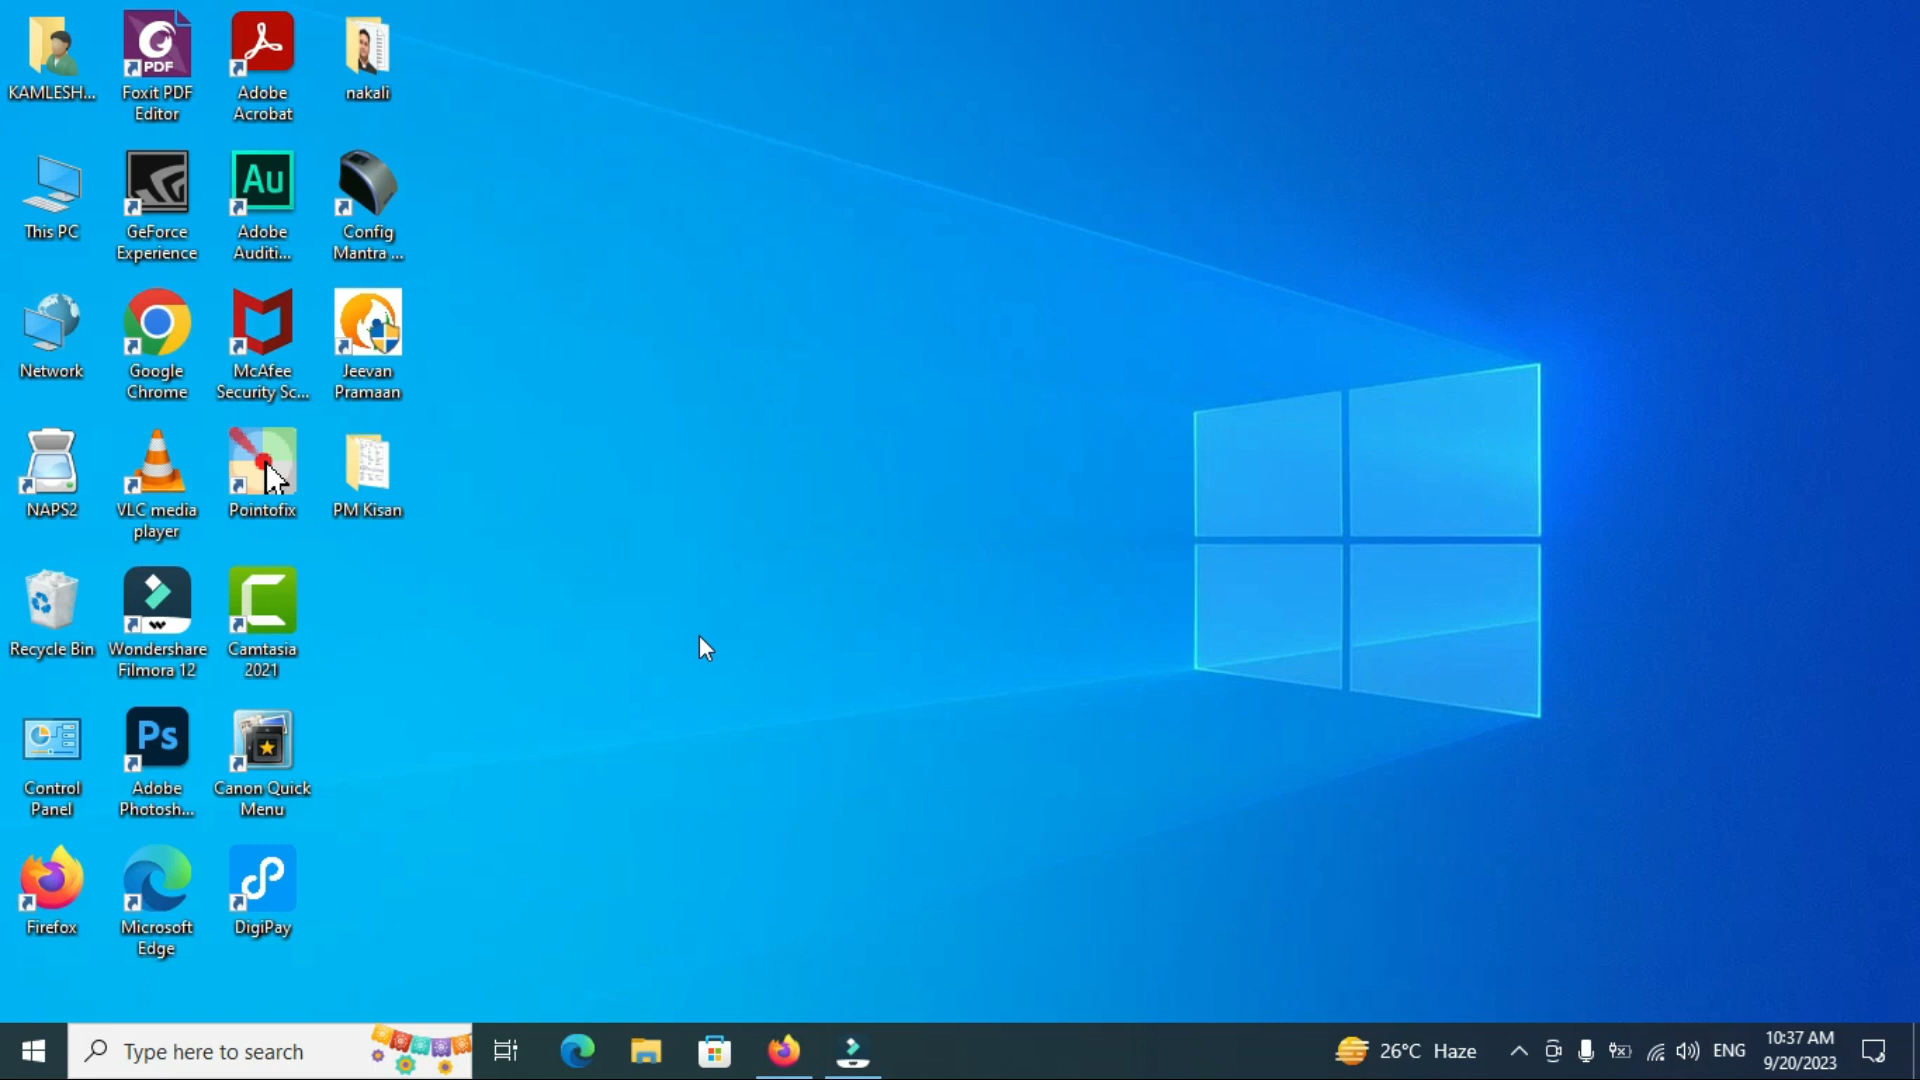 KAMLESH...
PDF
Foxit PDF
Editor
Adobe
Acrobat
nakali
This PC
GeForce
Experience
Au
Adobe
Auditi...
Config
Mantra ...
Network
Google
Chrome
McAfee
Security Sc...
Jeevan
Pramaan
NAPS2
VLC media
player
Pointofix
PM Kisan
Recycle Bin
Wondershare
Filmora 12
Camtasia
2021
Control
Panel
Ps
Adobe
Photosh...
Canon Quick
Menu
Firefox
Microsoft
Edge
DigiPay
Type here to search
26°C Haze
ENG
10:37 AM
9/20/2023